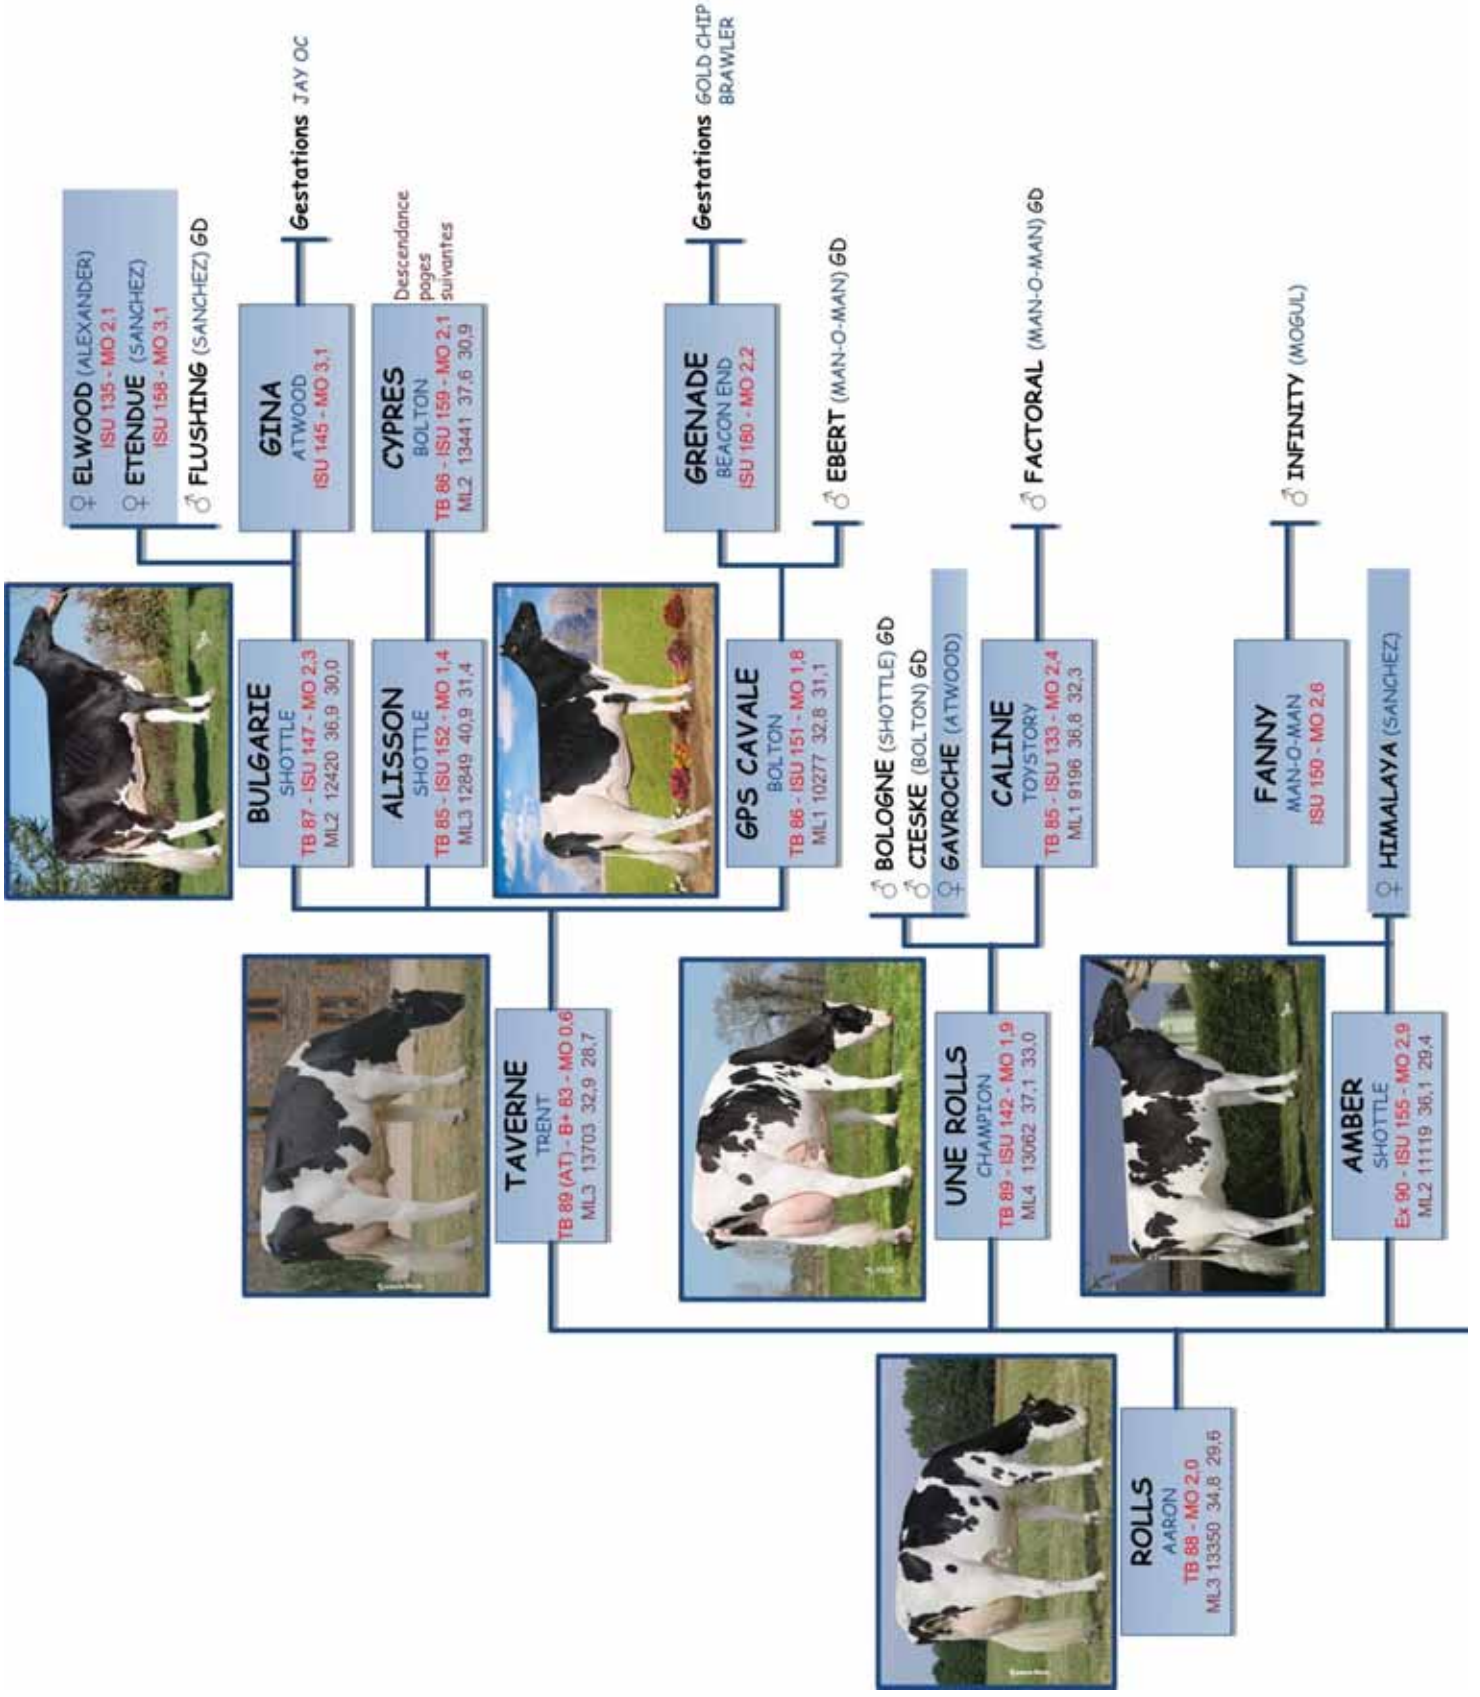 ♀ ELWOOD (ALEXANDER)
ISU 135 - MO 2,1
♀ ETENDUE (SANCHEZ)
ISU 158 - MO 3,1
♂ FLUSHING (SANCHEZ) GD
GINA
ATWOOD
ISU 145 - MO 3,1
Gestations JAY OC
BULGARIE
SHOTTLE
TB 87 - ISU 147 - MO 2,3
ML2 12420 36,9 30,0
ALISSON
SHOTTLE
TB 85 - ISU 152 - MO 1,4
ML3 12849 40,9 31,4
CYPRES
BOLTON
TB 86 - ISU 159 - MO 2,1
ML2 13441 37,6 30,9
Descendance
pages
suivantes
TAVERNE
TRENT
TB 89 (AT) - B+ 83 - MO 0,6
ML3 13703 32,9 28,7
GPS CAVALE
BOLTON
TB 86 - ISU 151 - MO 1,8
ML1 10277 32,8 31,1
GRENADE
BEACON END
ISU 180 - MO 2,2
Gestations GOLD CHIP
BRAWLER
♂ EBERT (MAN-O-MAN) GD
♂ BOLOGNE (SHOTTLE) GD
♂ CIESKE (BOLTON) GD
♀ GAVROCHE (ATWOOD)
UNE ROLLS
CHAMPION
TB 89 - ISU 142 - MO 1,9
ML4 13062 37,1 33,0
CALINE
TOYSTORY
TB 85 - ISU 133 - MO 2,4
ML1 9196 36,8 32,3
♂ FACTORAL (MAN-O-MAN) GD
ROLLS
AARON
TB 88 - MO 2,0
ML3 13350 34,8 29,6
FANNY
MAN-O-MAN
ISU 150 - MO 2,6
♂ INFINITY (MOGUL)
AMBER
SHOTTLE
Ex 90 - ISU 155 - MO 2,9
ML2 11119 36,1 29,4
♀ HIMALAYA (SANCHEZ)